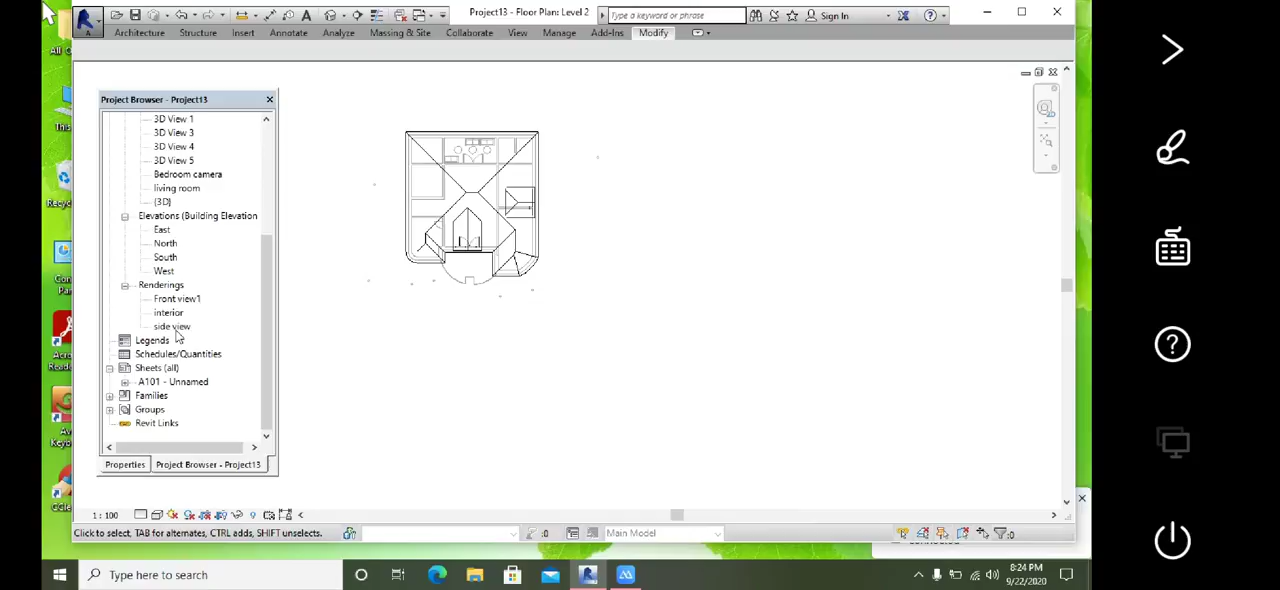 Project13 - Floor Plan: Level 2
Type a keyword or phrase
Sign In
Architecture Structure Insert Annotate Analyze Massing & Site Collaborate View Manage Add-Ins Modify
Project Browser - Project13
3D View 1
3D View 3
3D View 4
3D View 5
Bedroom camera
living room
{3D}
Elevations (Building Elevation
East
North
South
West
Renderings
Front view1
interior
side view
Legends
Schedules/Quantities
Sheets (all)
A101 - Unnamed
Families
Groups
Revit Links
Properties Project Browser - Project13
1 : 100
Click to select, TAB for alternates, CTRL adds, SHIFT unselects.
:0
Main Model
:0
Type here to search
8:24 PM
9/22/2020